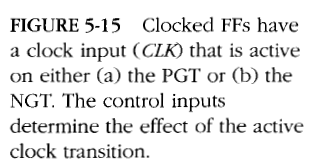 FIGURE 5-15 Clocked FFs have
a clock input (CLK) that is active
on either (a) the PGT or (b) the
NGT. The control inputs
determine the effect of the active
clock transition.